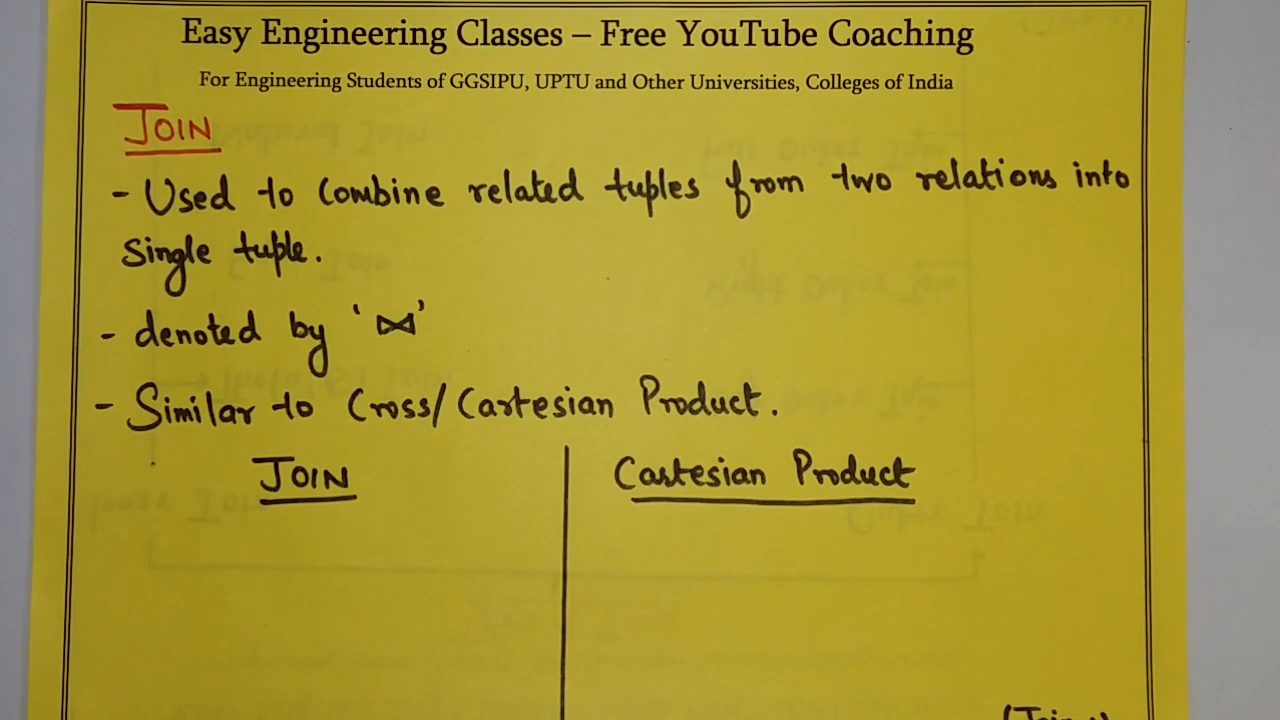 Easy Engineering Classes – Free YouTube Coaching
For Engineering Students of GGSIPU, UPTU and Other Universities, Colleges of India
JOIN
- Used to Combine related tuples from two relations into
Single tuple.
- denoted by '⋈'
- Similar to Cross/Cartesian Product.
JOIN
Cartesian Product